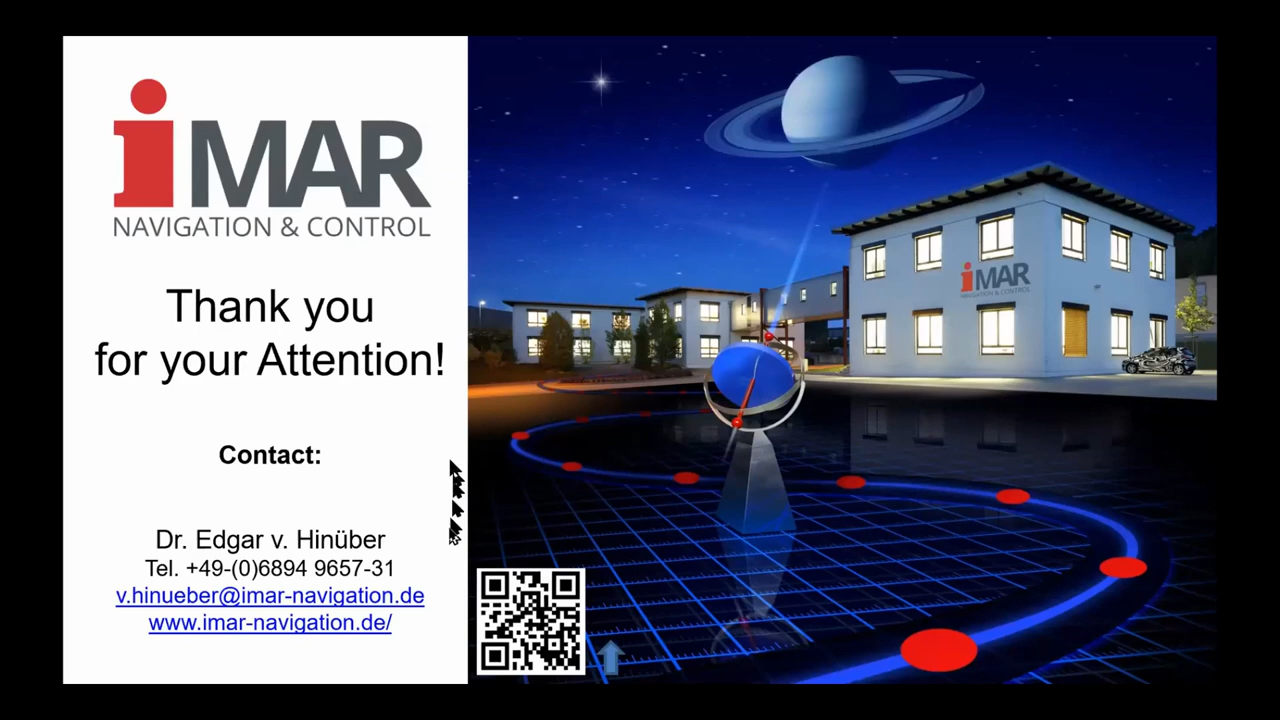 iMAR
NAVIGATION & CONTROL
Thank you
for your Attention!
Contact:
Dr. Edgar v. Hinüber
Tel. +49-(0)6894 9657-31
v.hinueber@imar-navigation.de
www.imar-navigation.de/
iMAR
NAVIGATION & CONTROL